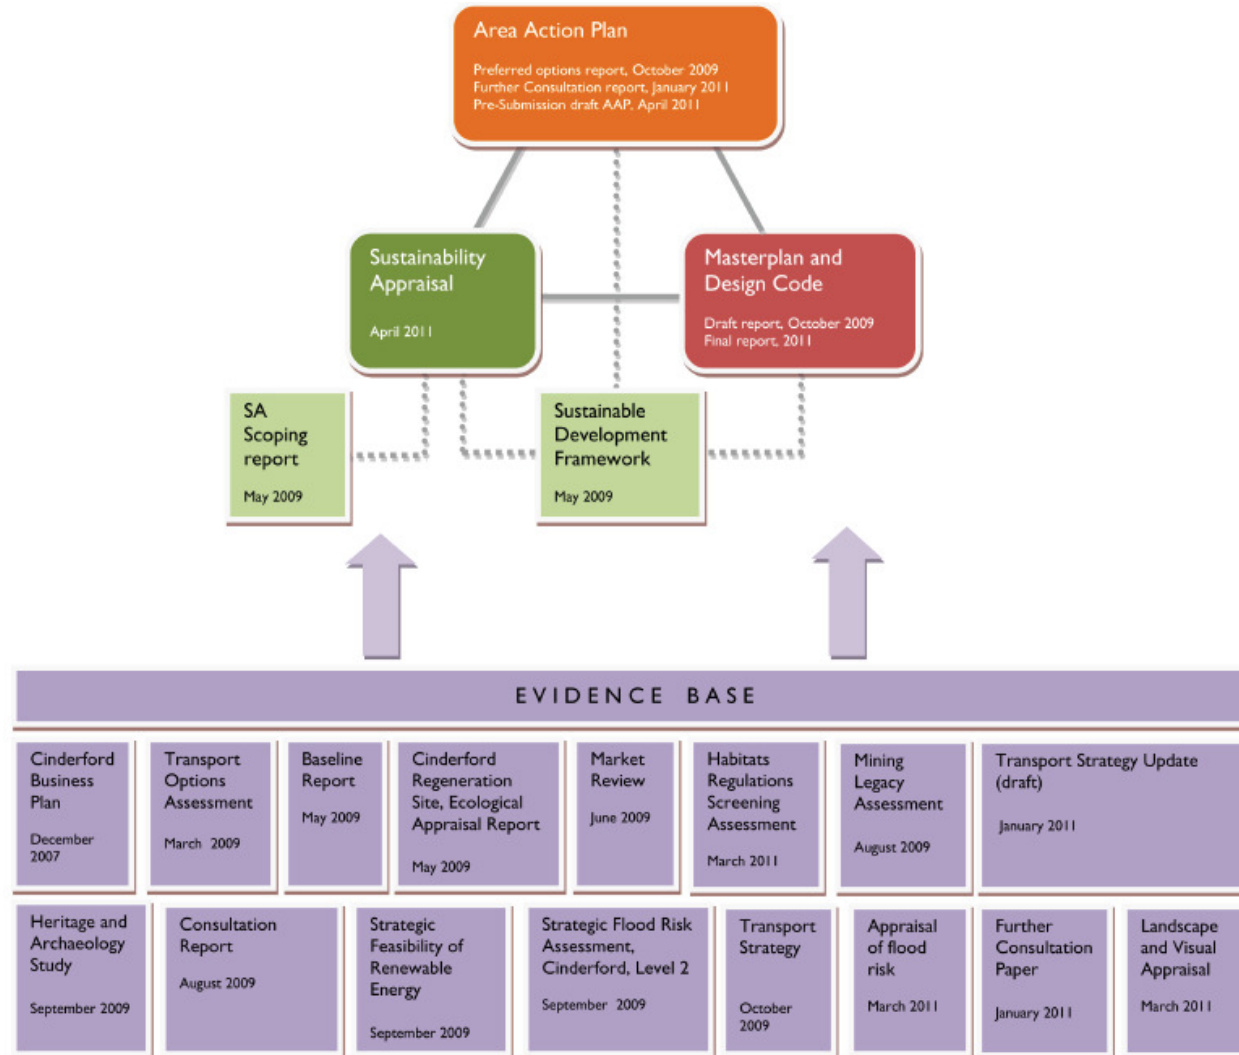 Area Action Plan
Preferred options report, October 2009
Further Consultation report, January 2011
Pre-Submission draft AAP, April 2011
Sustainability
Appraisal
April 2011
Masterplan and
Design Code
Draft report, October 2009
Final report, 2011
SA
Scoping
report
May 2009
Sustainable
Development
Framework
May 2009
EVIDENCE BASE
Cinderford
Business
Plan
December
2007
Transport
Options
Assessment
March 2009
Baseline
Report
May 2009
Cinderford
Regeneration
Site, Ecological
Appraisal Report
May 2009
Market
Review
June 2009
Habitats
Regulations
Screening
Assessment
March 2011
Mining
Legacy
Assessment
August 2009
Transport Strategy Update
(draft)
January 2011
Heritage and
Archaeology
Study
September 2009
Consultation
Report
August 2009
Strategic
Feasibility of
Renewable
Energy
September 2009
Strategic Flood Risk
Assessment,
Cinderford, Level 2
September 2009
Transport
Strategy
October
2009
Appraisal
of flood
risk
March 2011
Further
Consultation
Paper
January 2011
Landscape
and Visual
Appraisal
March 2011